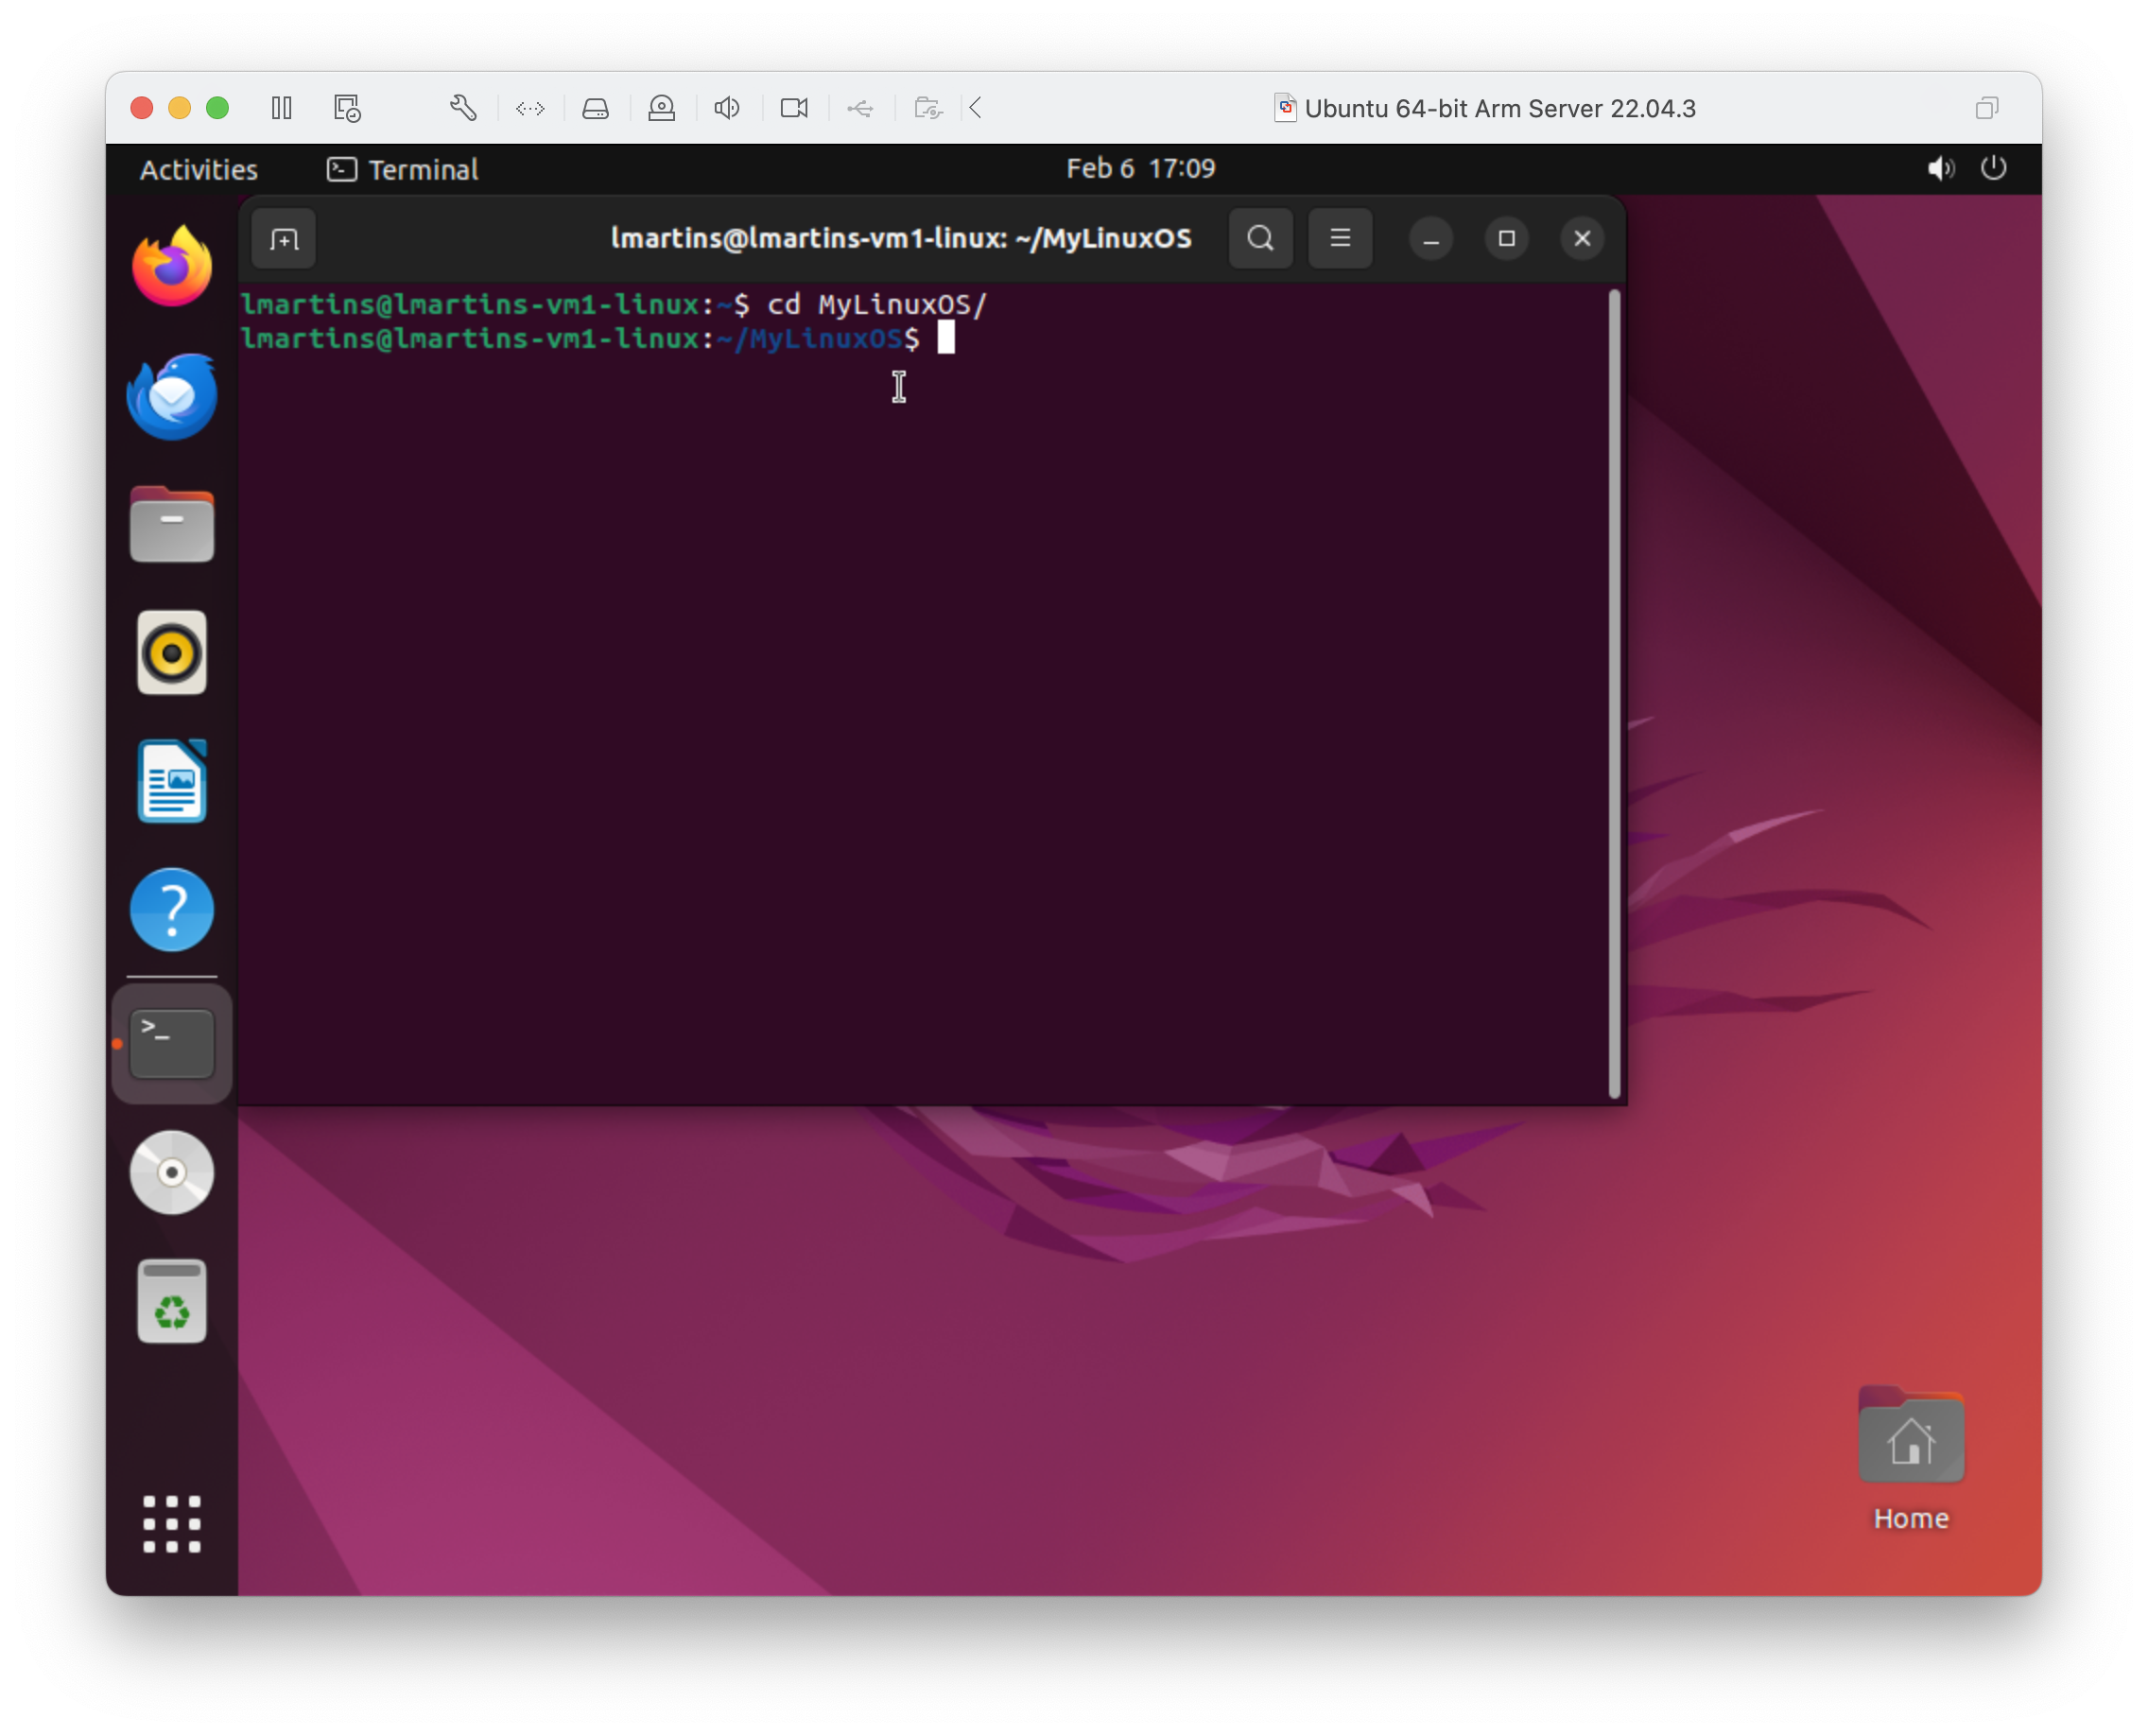 Ubuntu 64-bit Arm Server 22.04.3
Activities
Terminal
Feb 6 17:09
lmartins@lmartins-vm1-linux: ~/MyLinuxOS
lmartins@lmartins-vm1-linux:~$ cd MyLinuxOS/
lmartins@lmartins-vm1-linux:~/MyLinuxOS$
?
>_
Home